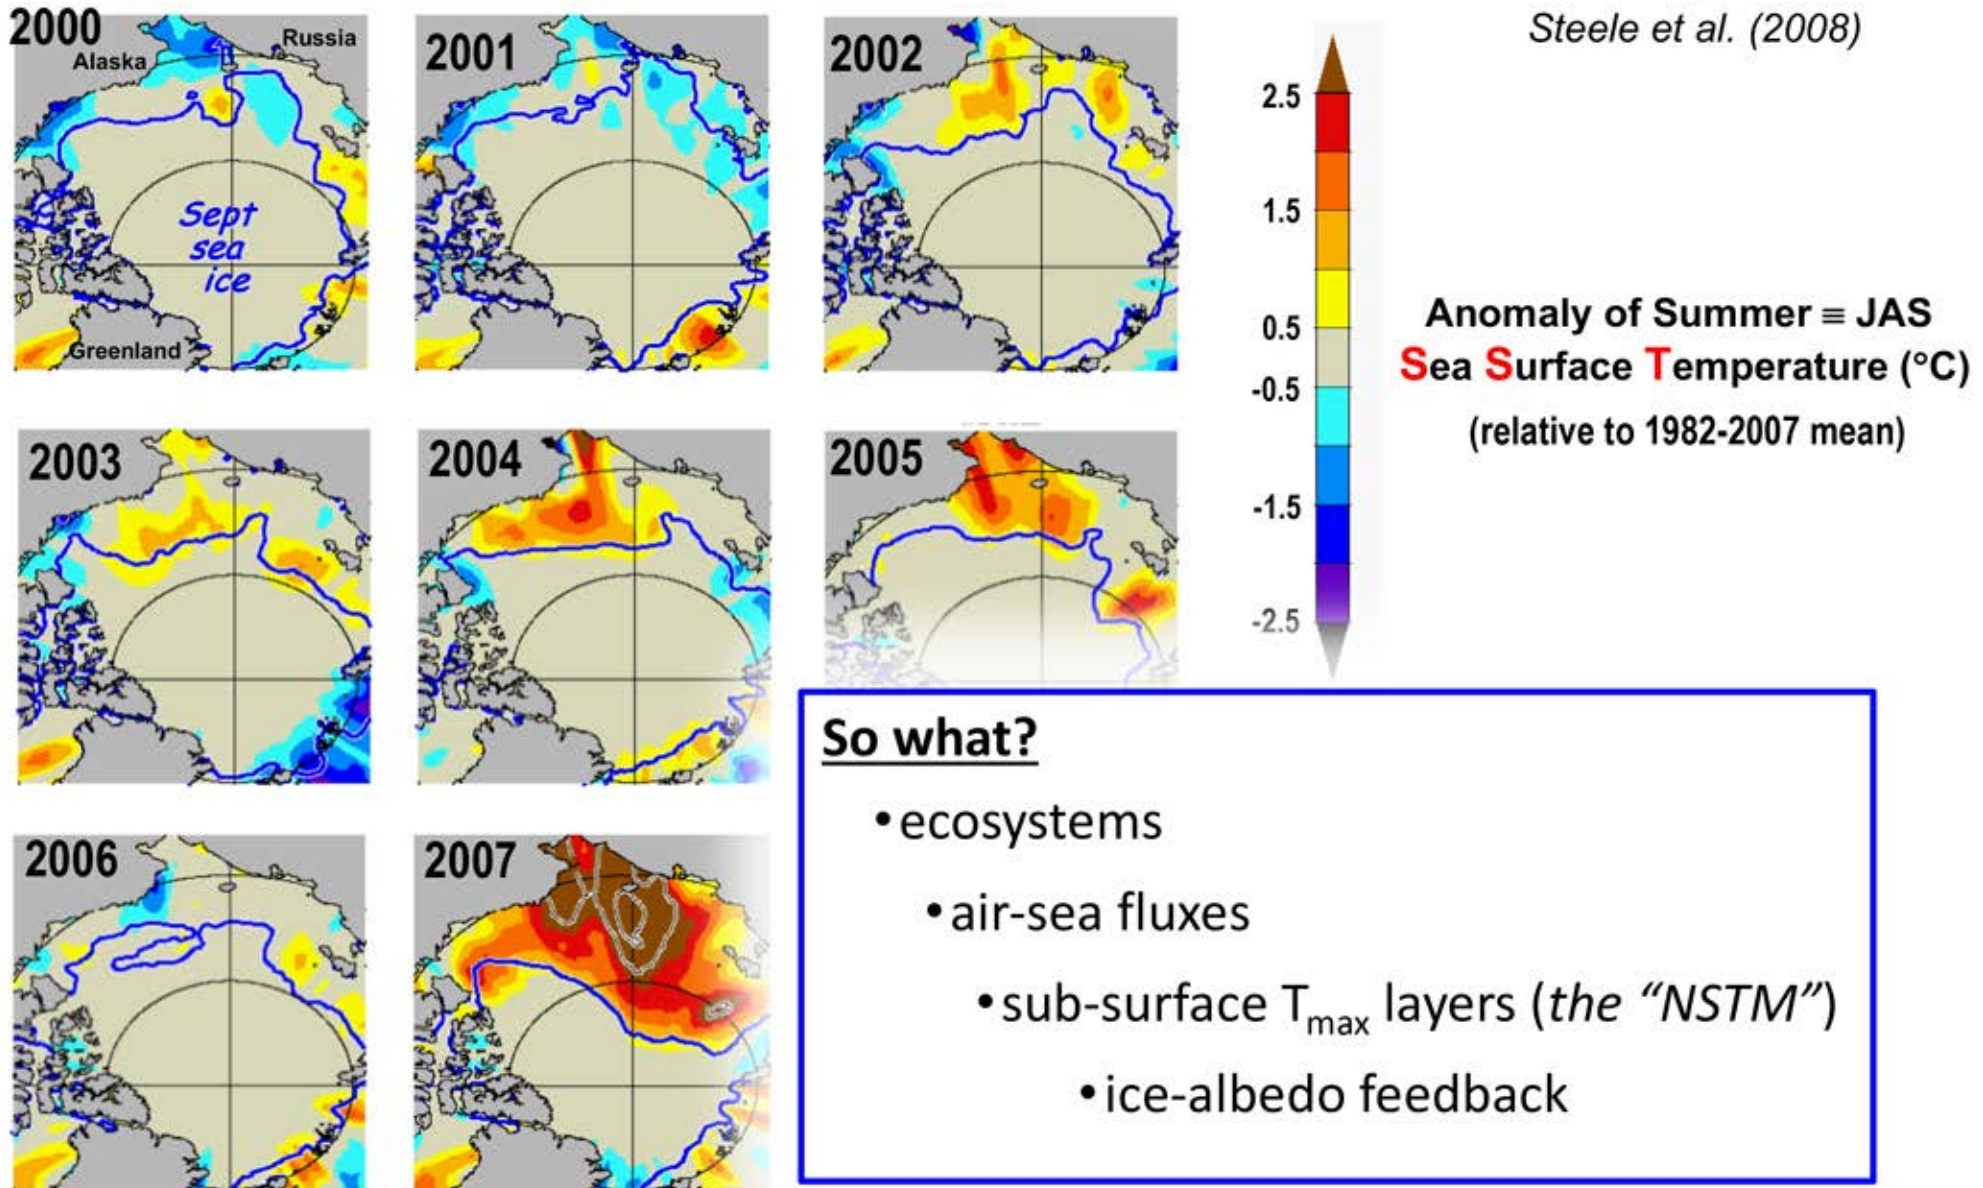 2000
Alaska
Russia
Sept
sea
ice
Greenland
2001
2002
Steele et al. (2008)
2.5
1.5
0.5
-0.5
-1.5
-2.5
Anomaly of Summer ≡ JAS
Sea Surface Temperature (°C)
(relative to 1982-2007 mean)
2003
2004
2005
2006
2007
So what?
•ecosystems
•air-sea fluxes
•sub-surface Tmax layers (the “NSTM”)
•ice-albedo feedback